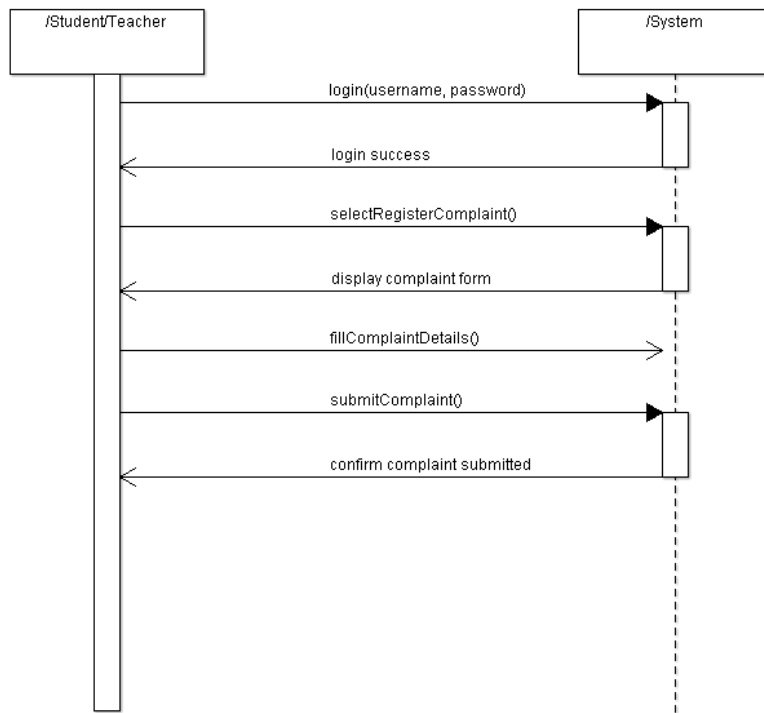 /Student/Teacher
/System
login(username, password)
login success
selectRegisterComplaint()
display complaint form
fillComplaintDetails()
submitComplaint()
confirm complaint submitted